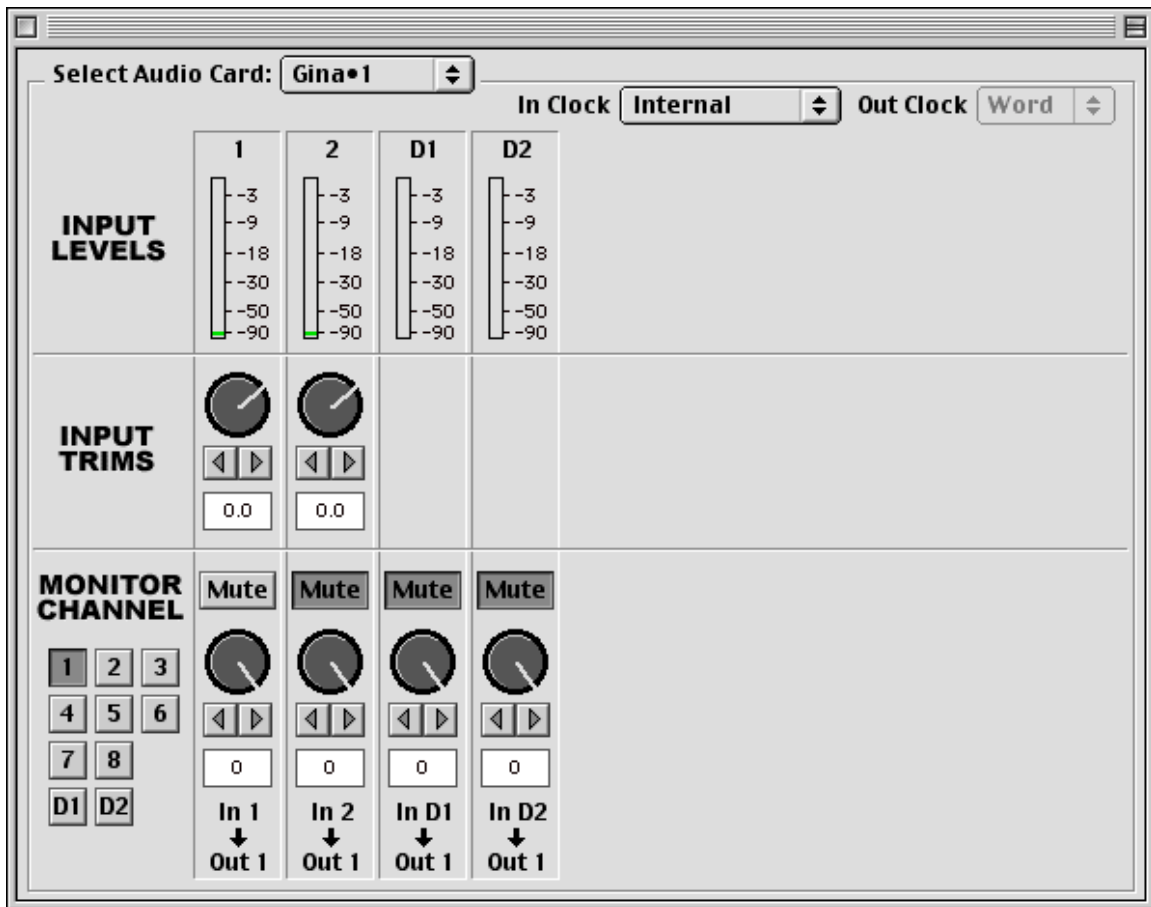 Select Audio Card: Gina•1
In Clock Internal Out Clock Word
1 2 D1 D2
INPUT
LEVELS
-3 -3 -3 -3
-9 -9 -9 -9
-18 -18 -18 -18
-30 -30 -30 -30
-50 -50 -50 -50
-90 -90 -90 -90
INPUT
TRIMS
0.0 0.0
MONITOR
CHANNEL
Mute Mute Mute Mute
1 2 3
4 5 6
7 8
D1 D2
0 0 0 0
In 1 In 2 In D1 In D2
Out 1 Out 1 Out 1 Out 1